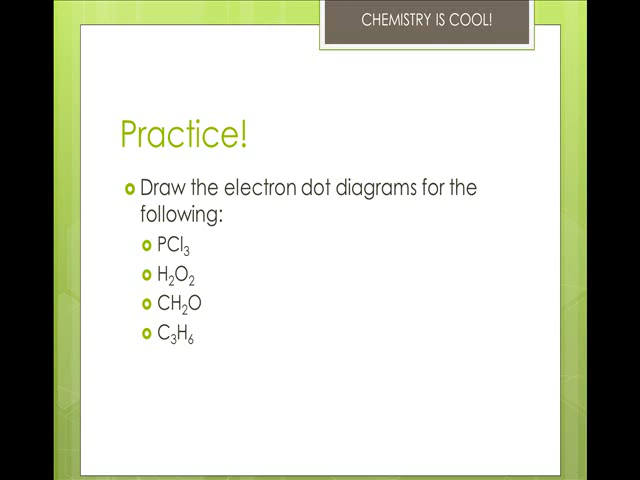 CHEMISTRY IS COOL!
Practice!
Draw the electron dot diagrams for the
following:
PCl₃
H₂O₂
CH₂O
C₃H₆